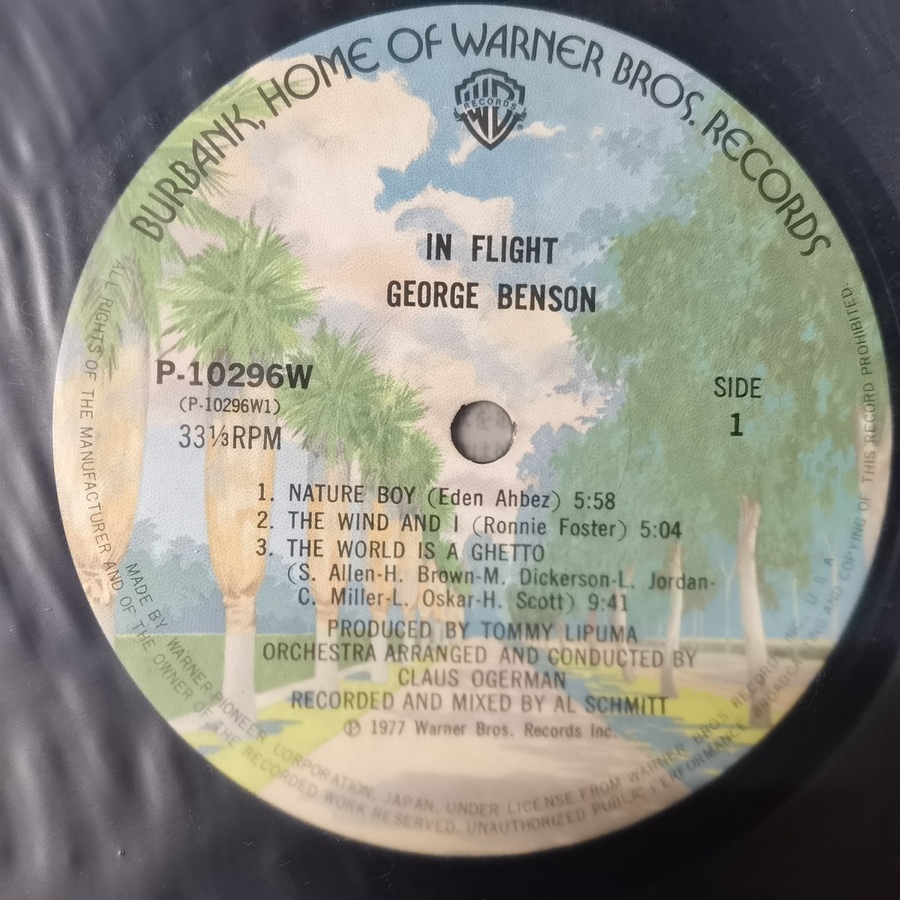 BURBANK, HOME OF WARNER BROS. RECORDS
RECORDS
IN FLIGHT
GEORGE BENSON
P-10296W
(P-10296W1)
33⅓RPM
SIDE
1
1. NATURE BOY (Eden Ahbez) 5:58
2. THE WIND AND I (Ronnie Foster) 5:04
3. THE WORLD IS A GHETTO
(S. Allen-H. Brown-M. Dickerson-L. Jordan-
C. Miller-L. Oskar-H. Scott) 9:41
PRODUCED BY TOMMY LIPUMA
ORCHESTRA ARRANGED AND CONDUCTED BY
CLAUS OGERMAN
RECORDED AND MIXED BY AL SCHMITT
℗ 1977 Warner Bros. Records Inc.
MADE BY WARNER-PIONEER CORPORATION, JAPAN, UNDER LICENSE FROM WARNER BROS. RECORDS INC., U S A
ALL RIGHTS OF THE MANUFACTURER AND OF THE OWNER OF THE RECORDED WORK RESERVED. UNAUTHORIZED PUBLIC PERFORMANCE, BROADCASTING AND COPYING OF THIS RECORD PROHIBITED.